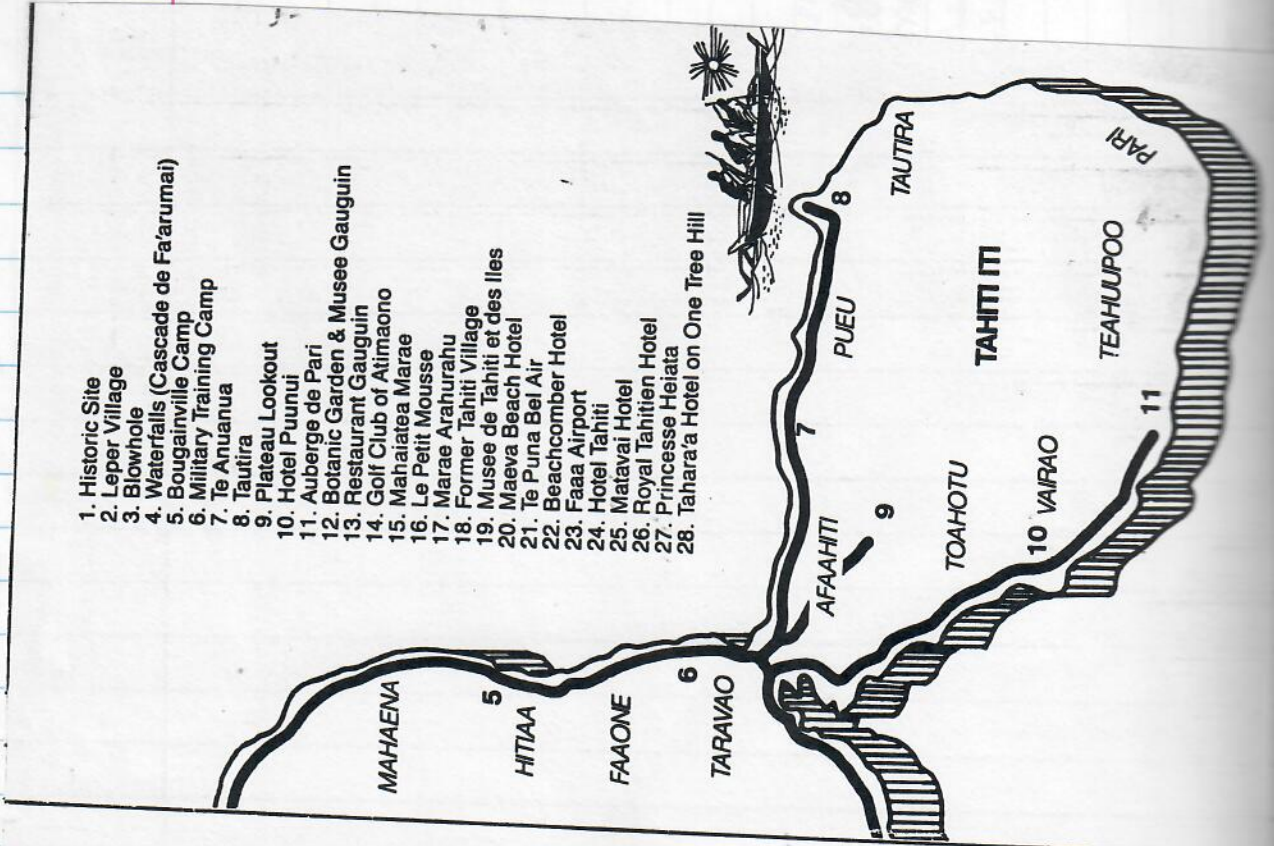 1. Historic Site
2. Leper Village
3. Blowhole
4. Waterfalls (Cascade de Fa'arumai)
5. Bougainville Camp
6. Military Training Camp
7. Te Anuanua
8. Tautira
9. Plateau Lookout
10. Hotel Puunui
11. Auberge de Pari
12. Botanic Garden & Musee Gauguin
13. Restaurant Gauguin
14. Golf Club of Atimaono
15. Mahaiatea Marae
16. Le Petit Mousse
17. Marae Arahurahu
18. Former Tahiti Village
19. Musee de Tahiti et des Iles
20. Maeva Beach Hotel
21. Te Puna Bel Air
22. Beachcomber Hotel
23. Faaa Airport
24. Hotel Tahiti
25. Matavai Hotel
26. Royal Tahitien Hotel
27. Princesse Heiata
28. Tahara'a Hotel on One Tree Hill
MAHAENA
5
HITIAA
FAAONE
6
TARAVAO
AFAAHITI
7
PUEU
8
TAUTIRA
9
TOAHOTU
TAHITI ITI
10
VAIRAO
TEAHUUPOO
PARI
11